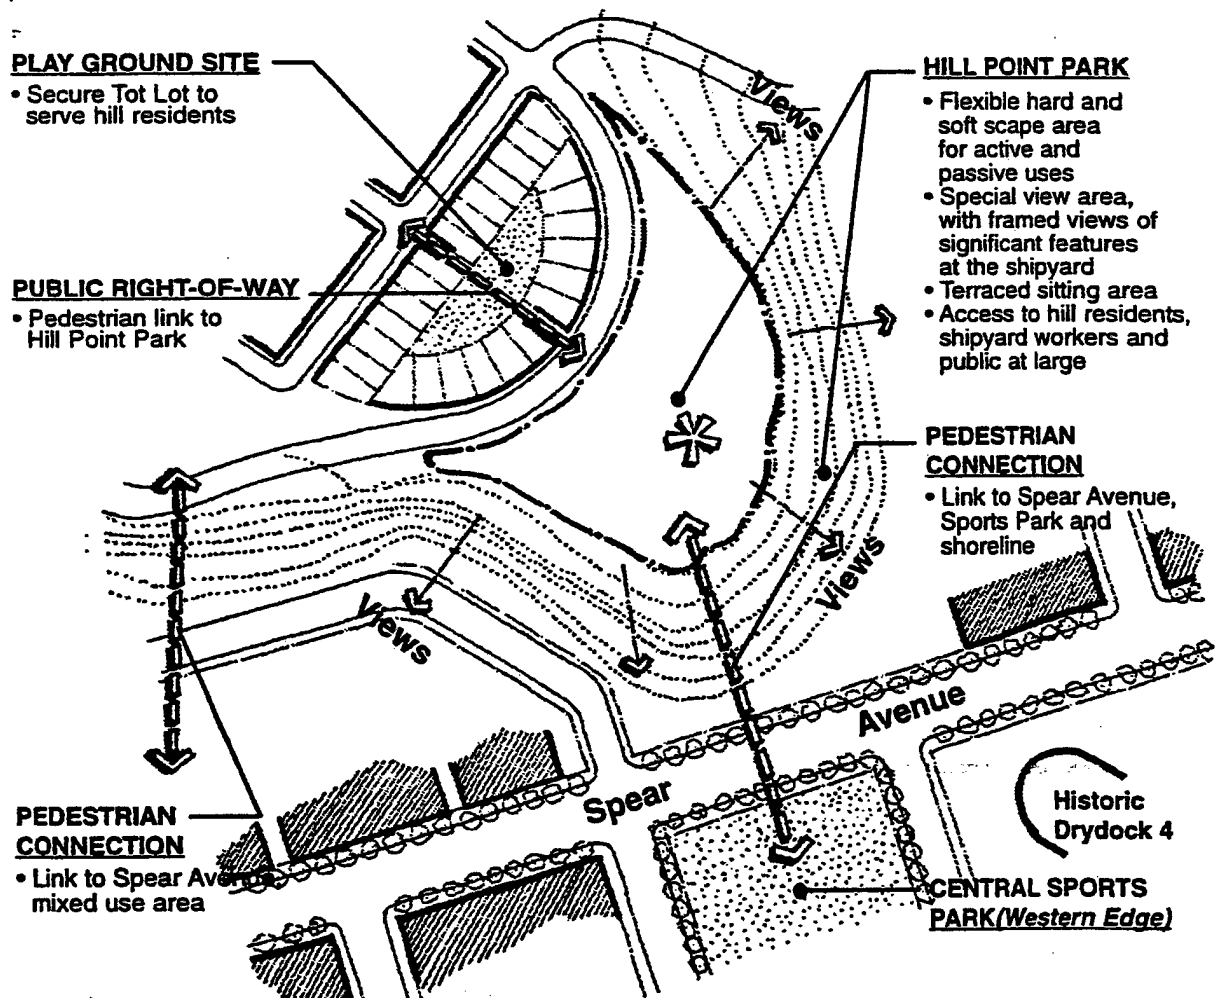 PLAY GROUND SITE
• Secure Tot Lot to
serve hill residents
PUBLIC RIGHT-OF-WAY
• Pedestrian link to
Hill Point Park
HILL POINT PARK
• Flexible hard and
soft scape area
for active and
passive uses
• Special view area,
with framed views of
significant features
at the shipyard
• Terraced sitting area
• Access to hill residents,
shipyard workers and
public at large
PEDESTRIAN
CONNECTION
• Link to Spear Avenue,
Sports Park and
shoreline
Views
Views
Views
Spear
Avenue
Historic
Drydock 4
PEDESTRIAN
CONNECTION
• Link to Spear Avenue
mixed use area
CENTRAL SPORTS
PARK(Western Edge)